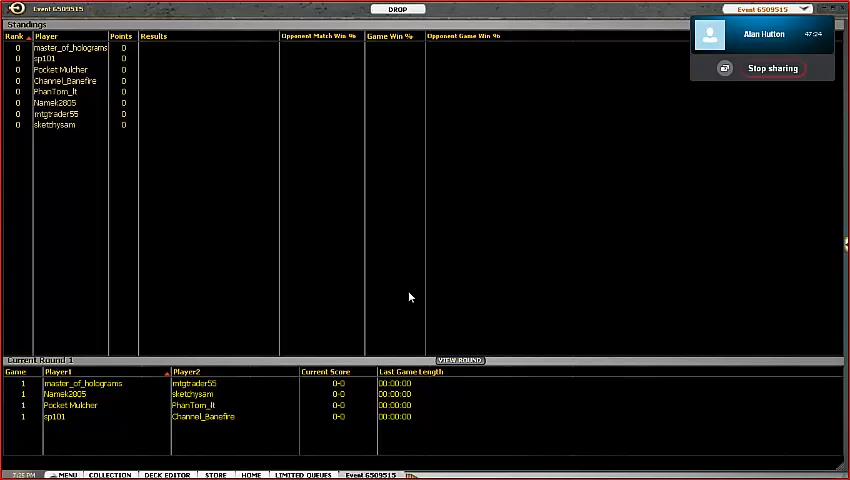 Event 6509515 DROP Event 6509515
Standings
Rank Player Points Results Opponent Match Win % Game Win % Opponent Game Win %
0 master_of_holograms 0
0 sp101 0
0 Pocket Mulcher 0
0 Channel_Banefire 0
0 PhanTom_lt 0
0 Namek2805 0
0 mtgtrader55 0
0 sketchysam 0
Alan Hutton 47:24
Stop sharing
Current Round 1 VIEW ROUND
Game Player1 Player2 Current Score Last Game Length
1 master_of_holograms mtgtrader55 0-0 00:00:00
1 Namek2805 sketchysam 0-0 00:00:00
1 Pocket Mulcher PhanTom_lt 0-0 00:00:00
1 sp101 Channel_Banefire 0-0 00:00:00
7:25 PM MENU COLLECTION DECK EDITOR STORE HOME LIMITED QUEUES Event 6509515